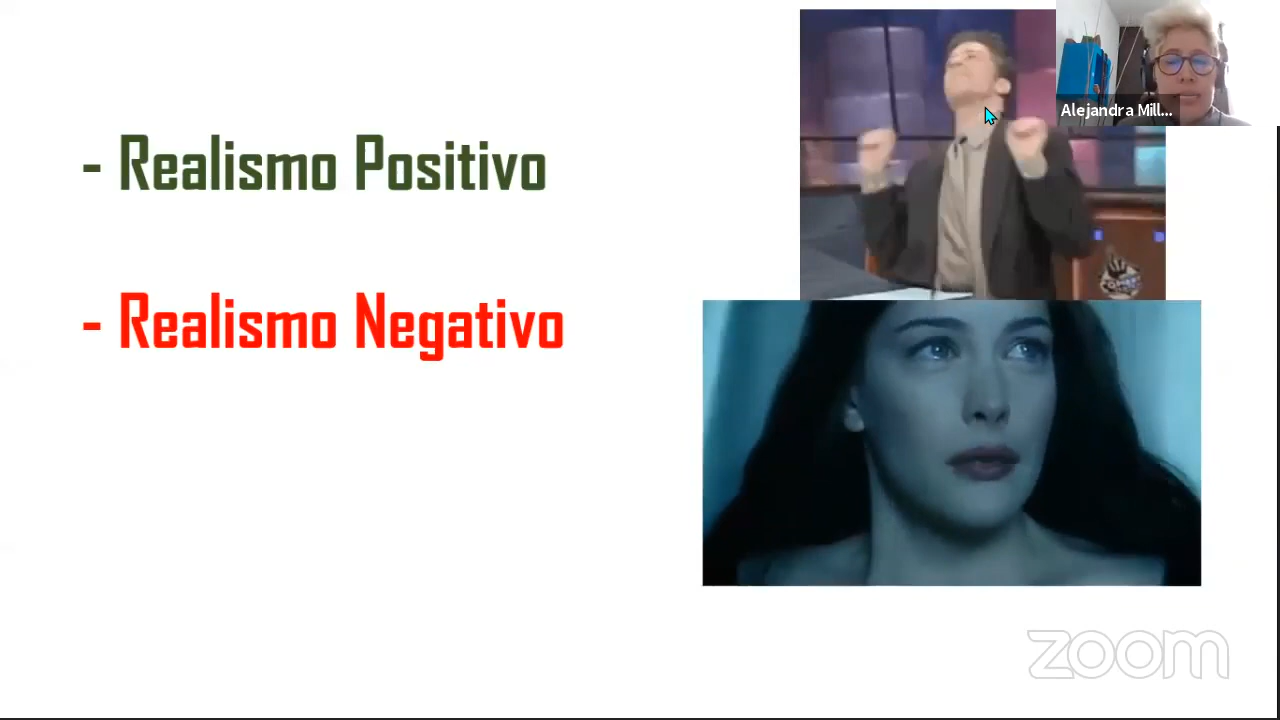 - Realismo Positivo
- Realismo Negativo
Alejandra Mill...
zoom